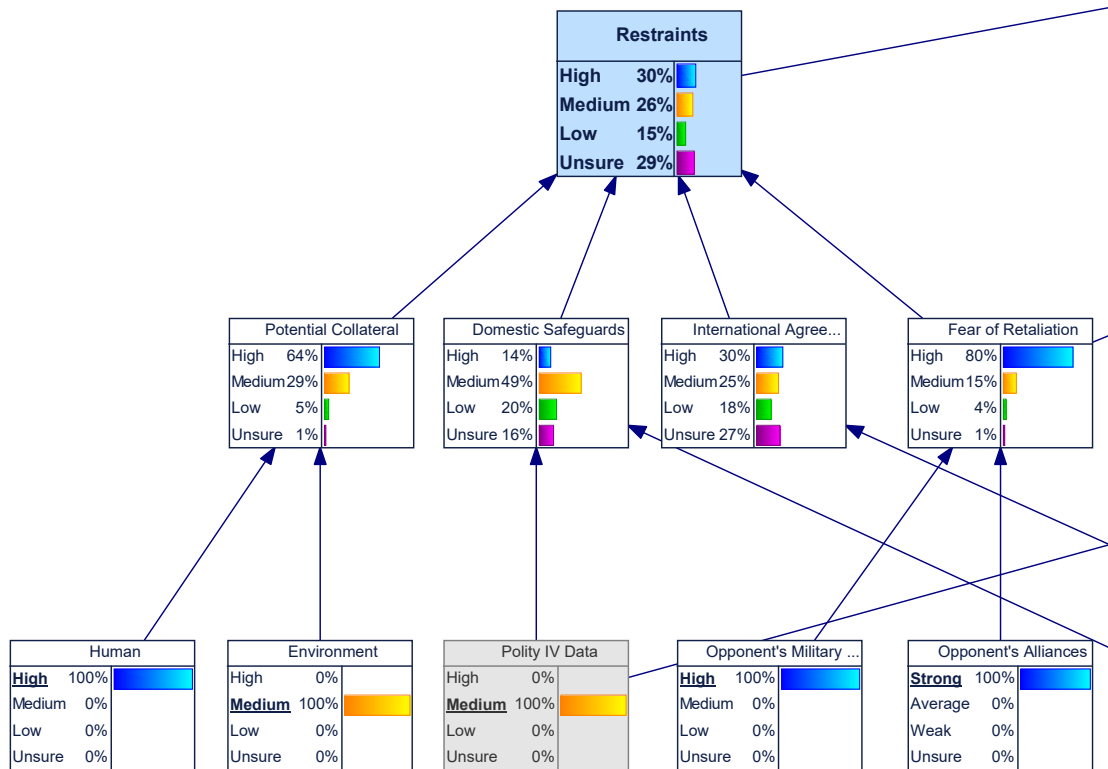 Restraints
High 30%
Medium 26%
Low 15%
Unsure 29%
Potential Collateral
High 64%
Medium 29%
Low 5%
Unsure 1%
Domestic Safeguards
High 14%
Medium 49%
Low 20%
Unsure 16%
International Agree...
High 30%
Medium 25%
Low 18%
Unsure 27%
Fear of Retaliation
High 80%
Medium 15%
Low 4%
Unsure 1%
Human
High 100%
Medium 0%
Low 0%
Unsure 0%
Environment
High 0%
Medium 100%
Low 0%
Unsure 0%
Polity IV Data
High 0%
Medium 100%
Low 0%
Unsure 0%
Opponent's Military ...
High 100%
Medium 0%
Low 0%
Unsure 0%
Opponent's Alliances
Strong 100%
Average 0%
Weak 0%
Unsure 0%